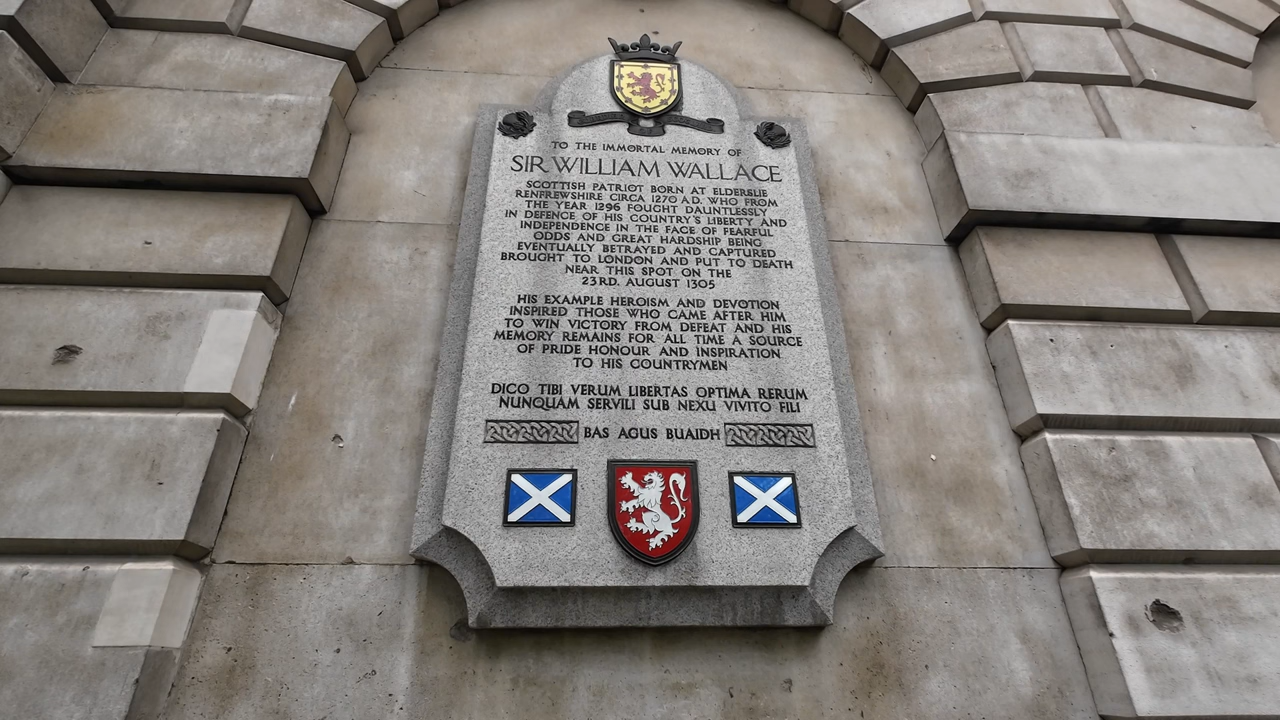 TO THE IMMORTAL MEMORY OF
SIR WILLIAM WALLACE
SCOTTISH PATRIOT BORN AT ELDERSLIE
RENFREWSHIRE CIRCA 1270 A.D. WHO FROM
THE YEAR 1296 FOUGHT DAUNTLESSLY
IN DEFENCE OF HIS COUNTRY'S LIBERTY AND
INDEPENDENCE IN THE FACE OF FEARFUL
ODDS AND GREAT HARDSHIP BEING
EVENTUALLY BETRAYED AND CAPTURED
BROUGHT TO LONDON AND PUT TO DEATH
NEAR THIS SPOT ON THE
23RD. AUGUST 1305
HIS EXAMPLE HEROISM AND DEVOTION
INSPIRED THOSE WHO CAME AFTER HIM
TO WIN VICTORY FROM DEFEAT AND HIS
MEMORY REMAINS FOR ALL TIME A SOURCE
OF PRIDE HONOUR AND INSPIRATION
TO HIS COUNTRYMEN
DICO TIBI VERUM LIBERTAS OPTIMA RERUM
NUNQUAM SERVILI SUB NEXU VIVITO FILI
BAS AGUS BUAIDH